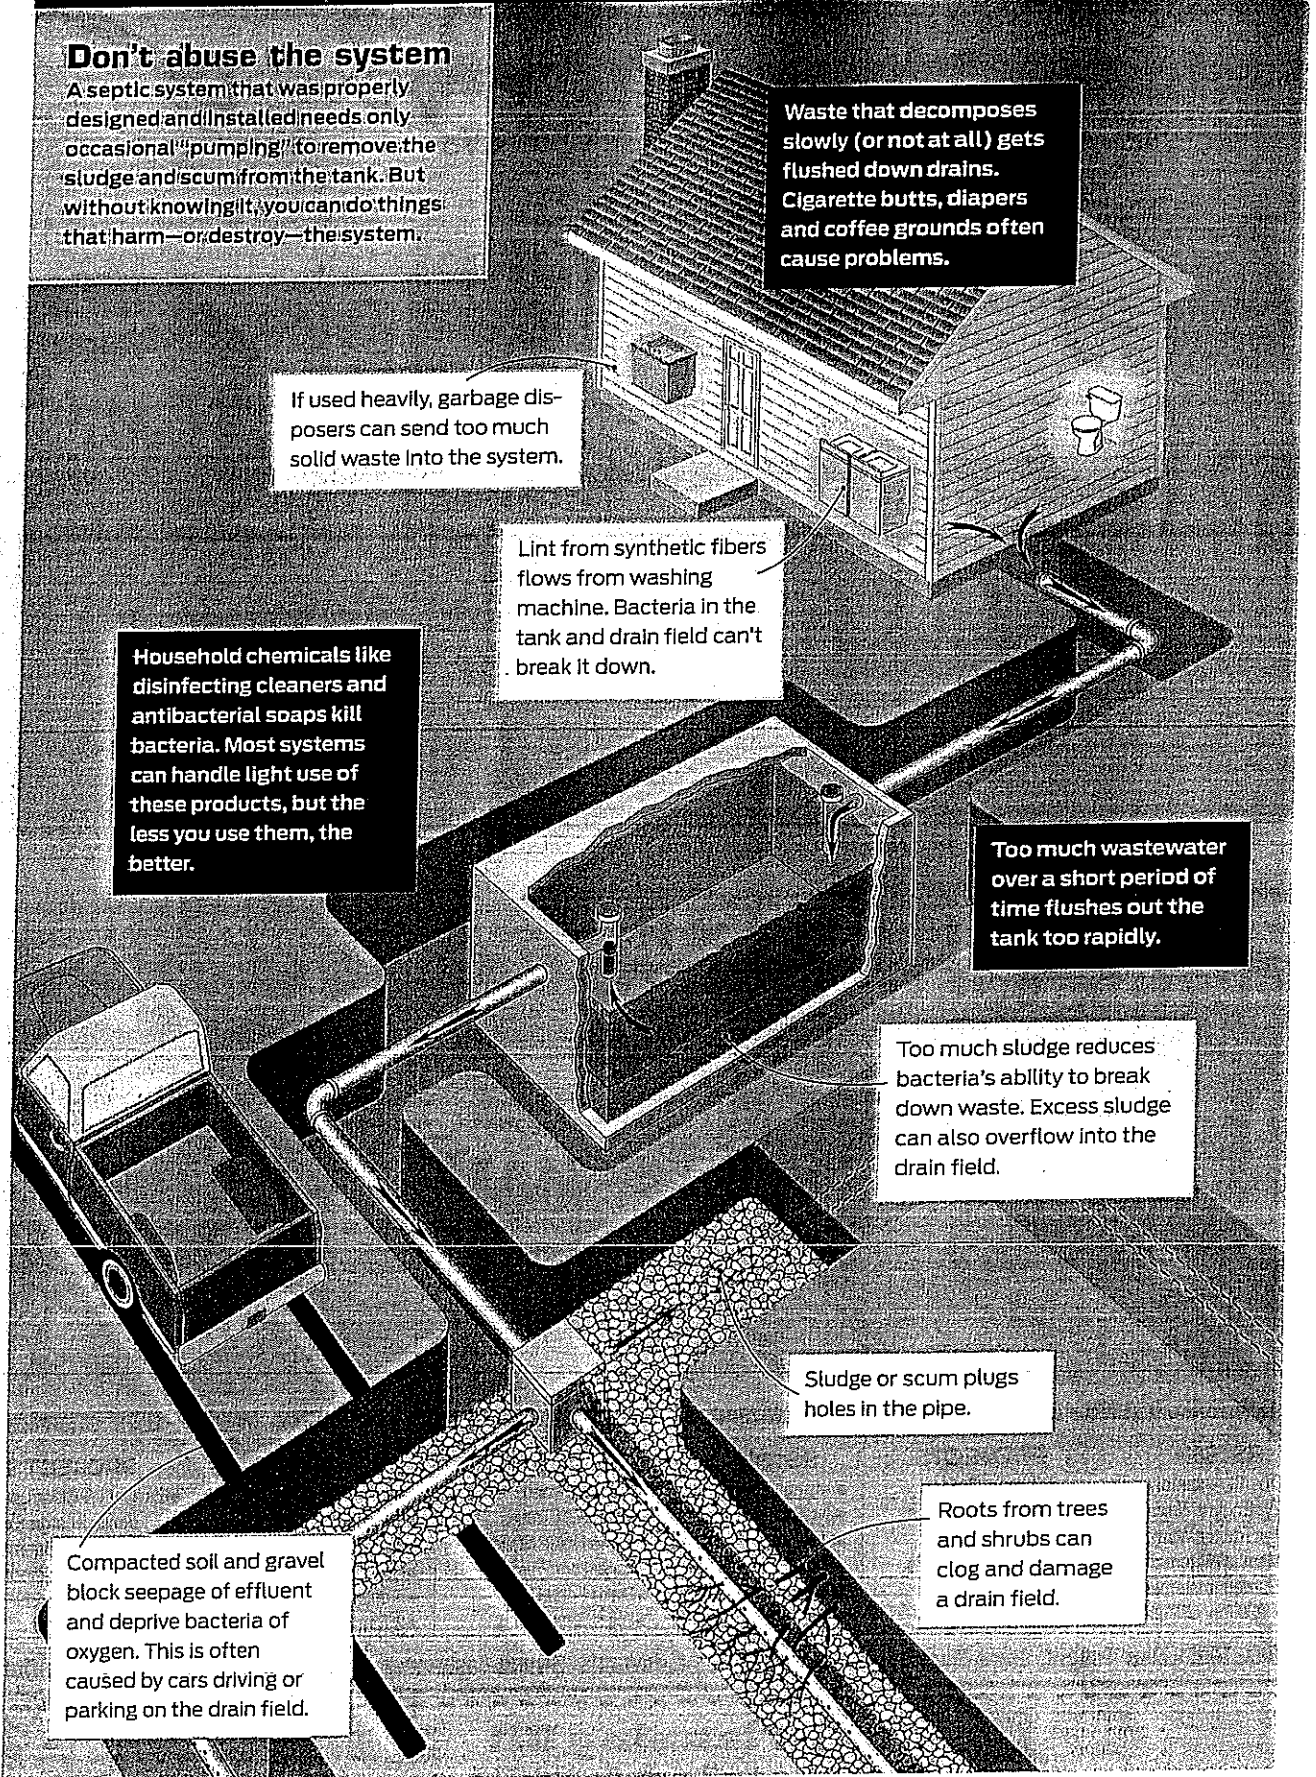 Don't abuse the system
A septic system that was properly
designed and installed needs only
occasional "pumping" to remove the
sludge and scum from the tank. But
without knowing it, you can do things
that harm—or destroy—the system.
Waste that decomposes
slowly (or not at all) gets
flushed down drains.
Cigarette butts, diapers
and coffee grounds often
cause problems.
If used heavily, garbage dis-
posers can send too much
solid waste into the system.
Lint from synthetic fibers
flows from washing
machine. Bacteria in the
tank and drain field can't
break it down.
Household chemicals like
disinfecting cleaners and
antibacterial soaps kill
bacteria. Most systems
can handle light use of
these products, but the
less you use them, the
better.
Too much wastewater
over a short period of
time flushes out the
tank too rapidly.
Too much sludge reduces
bacteria's ability to break
down waste. Excess sludge
can also overflow into the
drain field.
Sludge or scum plugs
holes in the pipe.
Roots from trees
and shrubs can
clog and damage
a drain field.
Compacted soil and gravel
block seepage of effluent
and deprive bacteria of
oxygen. This is often
caused by cars driving or
parking on the drain field.